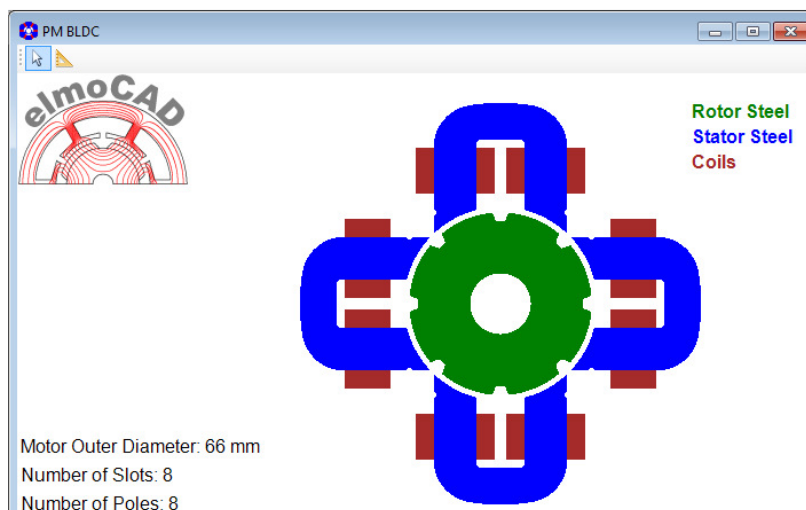 PM BLDC
elmoCAD
Rotor Steel
Stator Steel
Coils
Motor Outer Diameter: 66 mm
Number of Slots: 8
Number of Poles: 8